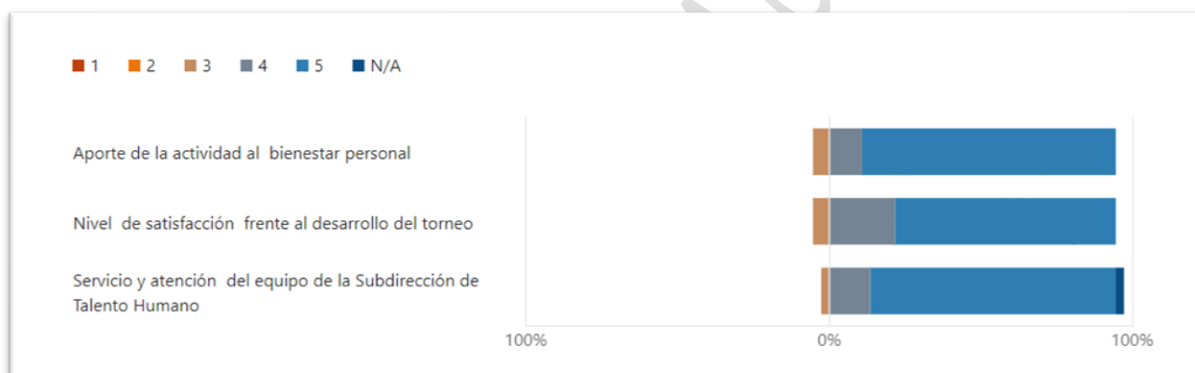 1 2 3 4 5 N/A
Aporte de la actividad al bienestar personal
Nivel de satisfacción frente al desarrollo del torneo
Servicio y atención del equipo de la Subdirección de
Talento Humano
100% 0% 100%